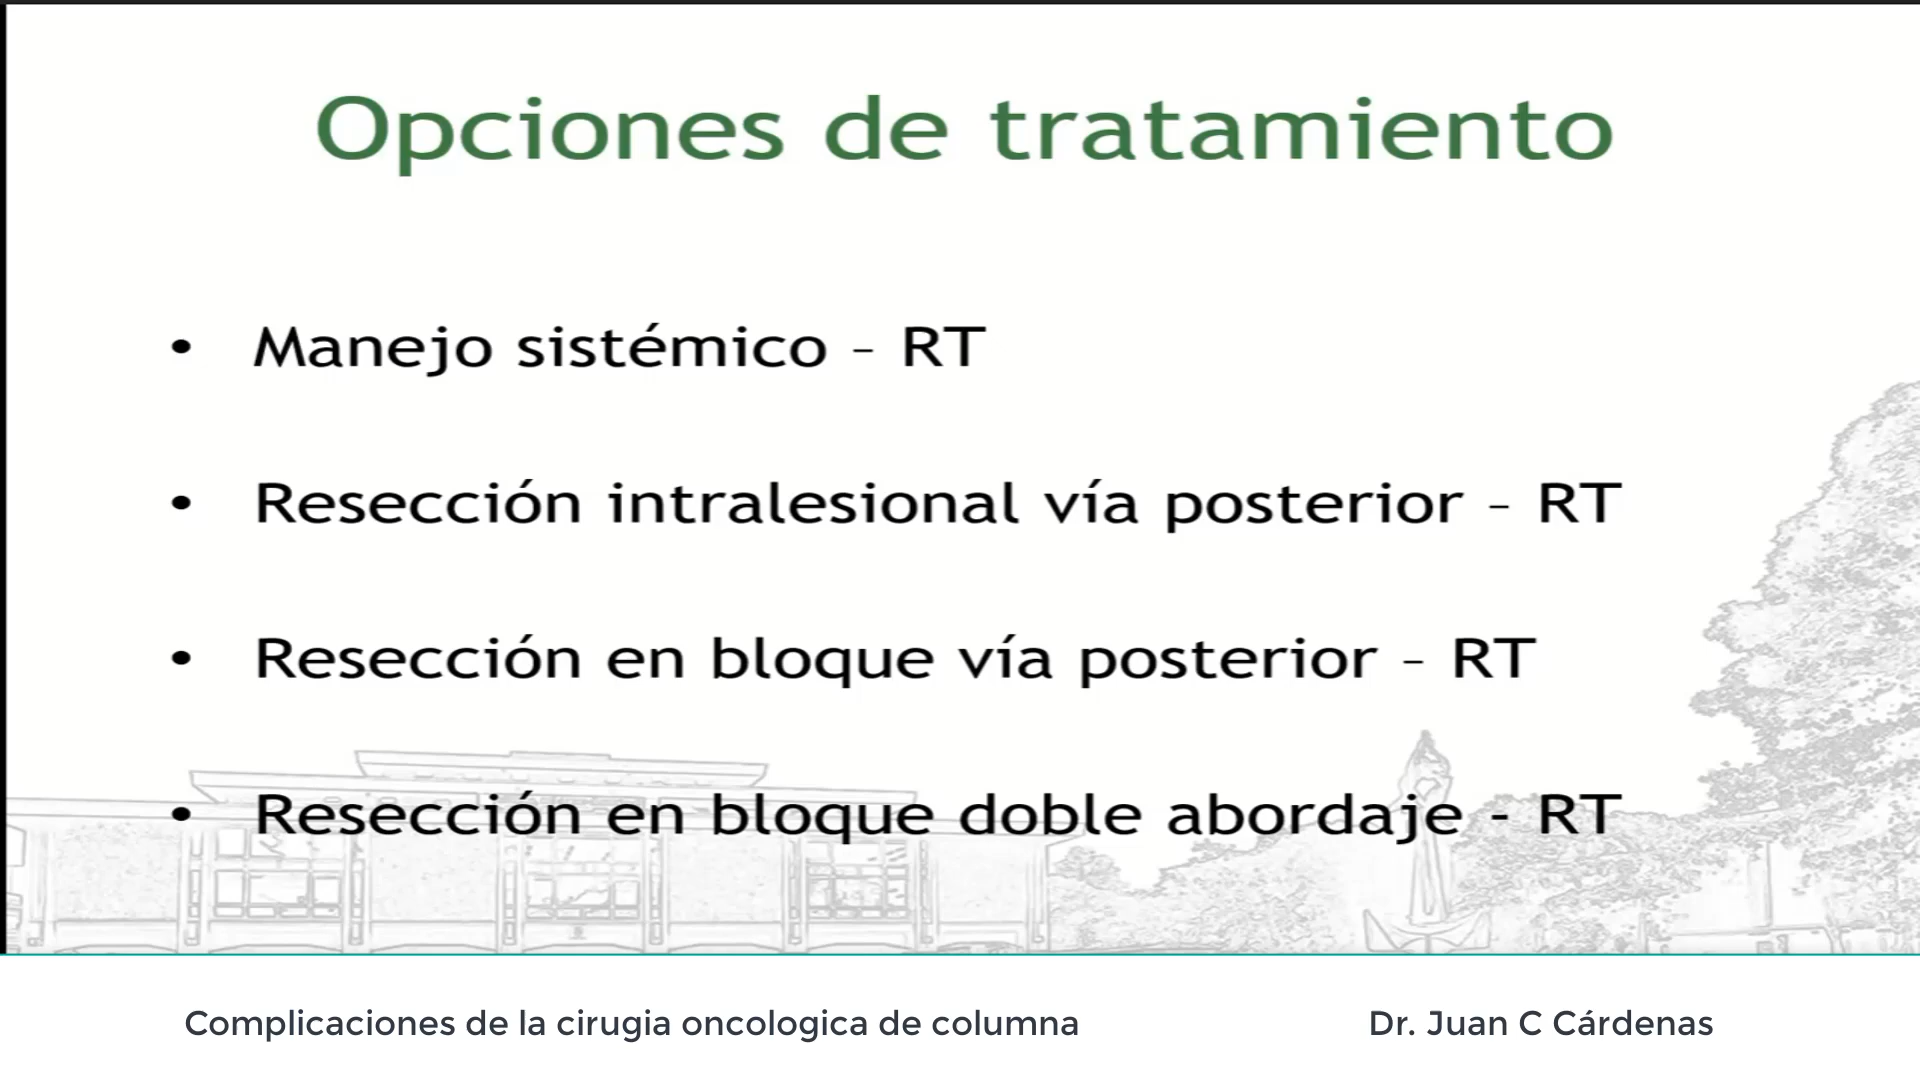 Opciones de tratamiento
• Manejo sistémico - RT
• Resección intralesional vía posterior - RT
• Resección en bloque vía posterior - RT
• Resección en bloque doble abordaje - RT
Complicaciones de la cirugia oncologica de columna
Dr. Juan C Cárdenas